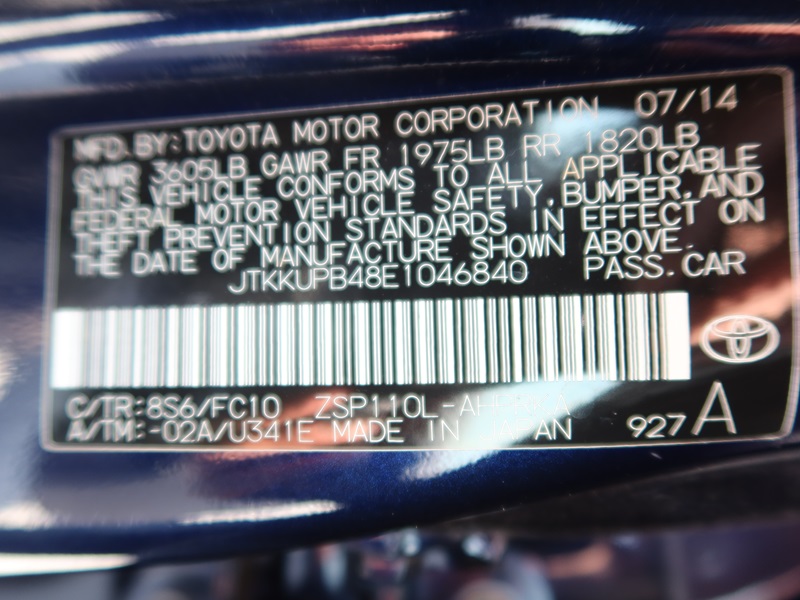 MFD. BY: TOYOTA MOTOR CORPORATION 07/14
GVWR 3605LB GAWR FR 1975LB RR 1820LB
THIS VEHICLE CONFORMS TO ALL APPLICABLE
FEDERAL MOTOR VEHICLE SAFETY, BUMPER, AND
THEFT PREVENTION STANDARDS IN EFFECT ON
THE DATE OF MANUFACTURE SHOWN ABOVE.
JTKKUPB48E1046840 PASS. CAR
C/TR: 8S6/FC10
A/TM: -02A/U341E MADE IN JAPAN 927 A